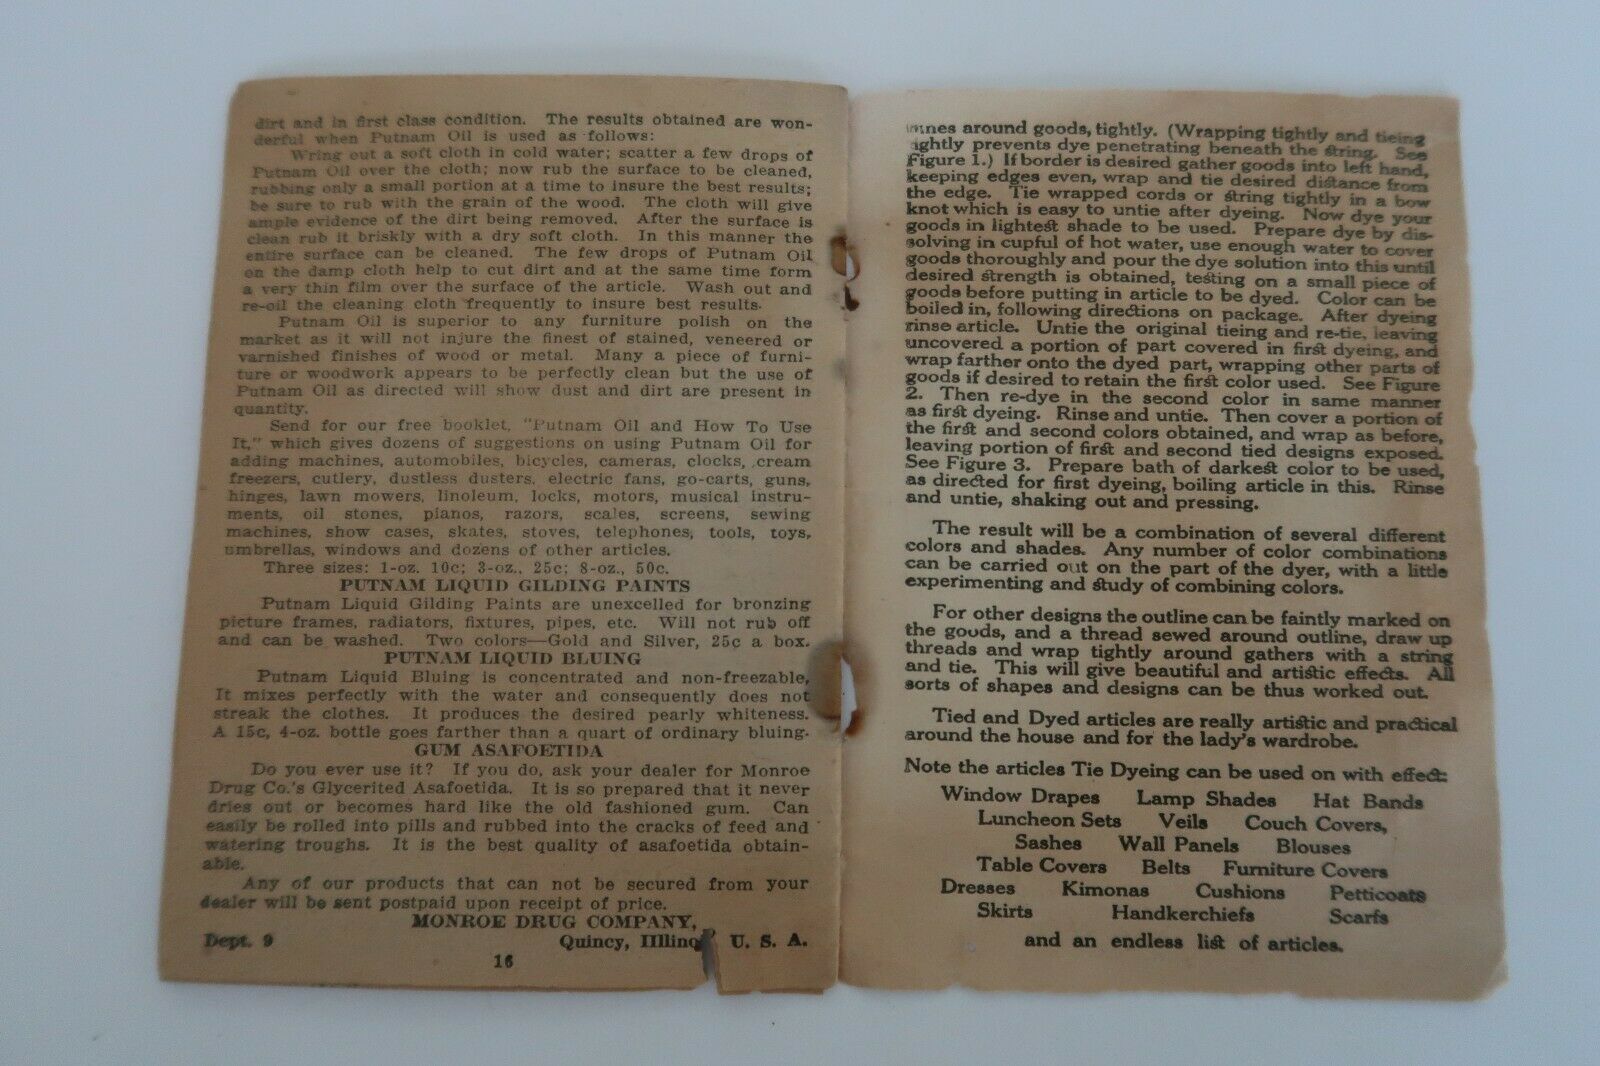 dirt and in first class condition. The results obtained are won-
derful when Putnam Oil is used as follows:
Wring out a soft cloth in cold water; scatter a few drops of
Putnam Oil over the cloth; now rub the surface to be cleaned,
rubbing only a small portion at a time to insure the best results;
be sure to rub with the grain of the wood. The cloth will give
ample evidence of the dirt being removed. After the surface is
clean rub it briskly with a dry soft cloth. In this manner the
entire surface can be cleaned. The few drops of Putnam Oil
on the damp cloth help to cut dirt and at the same time form
a very thin film over the surface of the article. Wash out and
re-oil the cleaning cloth frequently to insure best results.
Putnam Oil is superior to any furniture polish on the
market as it will not injure the finest of stained, veneered or
varnished finishes of wood or metal. Many a piece of furni-
ture or woodwork appears to be perfectly clean but the use of
Putnam Oil as directed will show dust and dirt are present in
quantity.
Send for our free booklet, "Putnam Oil and How To Use
It," which gives dozens of suggestions on using Putnam Oil for
adding machines, automobiles, bicycles, cameras, clocks, cream
freezers, cutlery, dustless dusters, electric fans, go-carts, guns,
hinges, lawn mowers, linoleum, locks, motors, musical instru-
ments, oil stones, pianos, razors, scales, screens, sewing
machines, show cases, skates, stoves, telephones, tools, toys,
umbrellas, windows and dozens of other articles.
Three sizes: 1-oz. 10c; 3-oz., 25c; 8-oz., 50c.
PUTNAM LIQUID GILDING PAINTS
Putnam Liquid Gilding Paints are unexcelled for bronzing
picture frames, radiators, fixtures, pipes, etc. Will not rub off
and can be washed. Two colors—Gold and Silver, 25c a box.
PUTNAM LIQUID BLUING
Putnam Liquid Bluing is concentrated and non-freezable,
It mixes perfectly with the water and consequently does not
streak the clothes. It produces the desired pearly whiteness.
A 15c, 4-oz. bottle goes farther than a quart of ordinary bluing.
GUM ASAFOETIDA
Do you ever use it? If you do, ask your dealer for Monroe
Drug Co.'s Glycerited Asafoetida. It is so prepared that it never
dries out or becomes hard like the old fashioned gum. Can
easily be rolled into pills and rubbed into the cracks of feed and
watering troughs. It is the best quality of asafoetida obtain-
able.
Any of our products that can not be secured from your
dealer will be sent postpaid upon receipt of price.
MONROE DRUG COMPANY,
Dept. 9 Quincy, Illinois U. S. A.
16
around goods, tightly. (Wrapping tightly and tieing
tightly prevents dye penetrating beneath the string. See
Figure 1.) If border is desired gather goods into left hand,
keeping edges even, wrap and tie desired distance from
the edge. Tie wrapped cords or string tightly in a bow
knot which is easy to untie after dyeing. Now dye your
goods in lightest shade to be used. Prepare dye by dis-
solving in cupful of hot water, use enough water to cover
goods thoroughly and pour the dye solution into this until
desired strength is obtained, testing on a small piece of
goods before putting in article to be dyed. Color can be
boiled in, following directions on package. After dyeing
rinse article. Untie the original tieing and re-tie, leaving
uncovered a portion of part covered in first dyeing, and
wrap farther onto the dyed part, wrapping other parts of
goods if desired to retain the first color used. See Figure
2. Then re-dye in the second color in same manner
as first dyeing. Rinse and untie. Then cover a portion of
the first and second colors obtained, and wrap as before,
leaving portion of first and second tied designs exposed.
See Figure 3. Prepare bath of darkest color to be used,
as directed for first dyeing, boiling article in this. Rinse
and untie, shaking out and pressing.
The result will be a combination of several different
colors and shades. Any number of color combinations
can be carried out on the part of the dyer, with a little
experimenting and study of combining colors.
For other designs the outline can be faintly marked on
the goods, and a thread sewed around outline, draw up
threads and wrap tightly around gathers with a string
and tie. This will give beautiful and artistic effects. All
sorts of shapes and designs can be thus worked out.
Tied and Dyed articles are really artistic and practical
around the house and for the lady's wardrobe.
Note the articles Tie Dyeing can be used on with effect:
Window Drapes Lamp Shades Hat Bands
Luncheon Sets Veils Couch Covers,
Sashes Wall Panels Blouses
Table Covers Belts Furniture Covers
Dresses Kimonas Cushions Petticoats
Skirts Handkerchiefs Scarfs
and an endless list of articles.